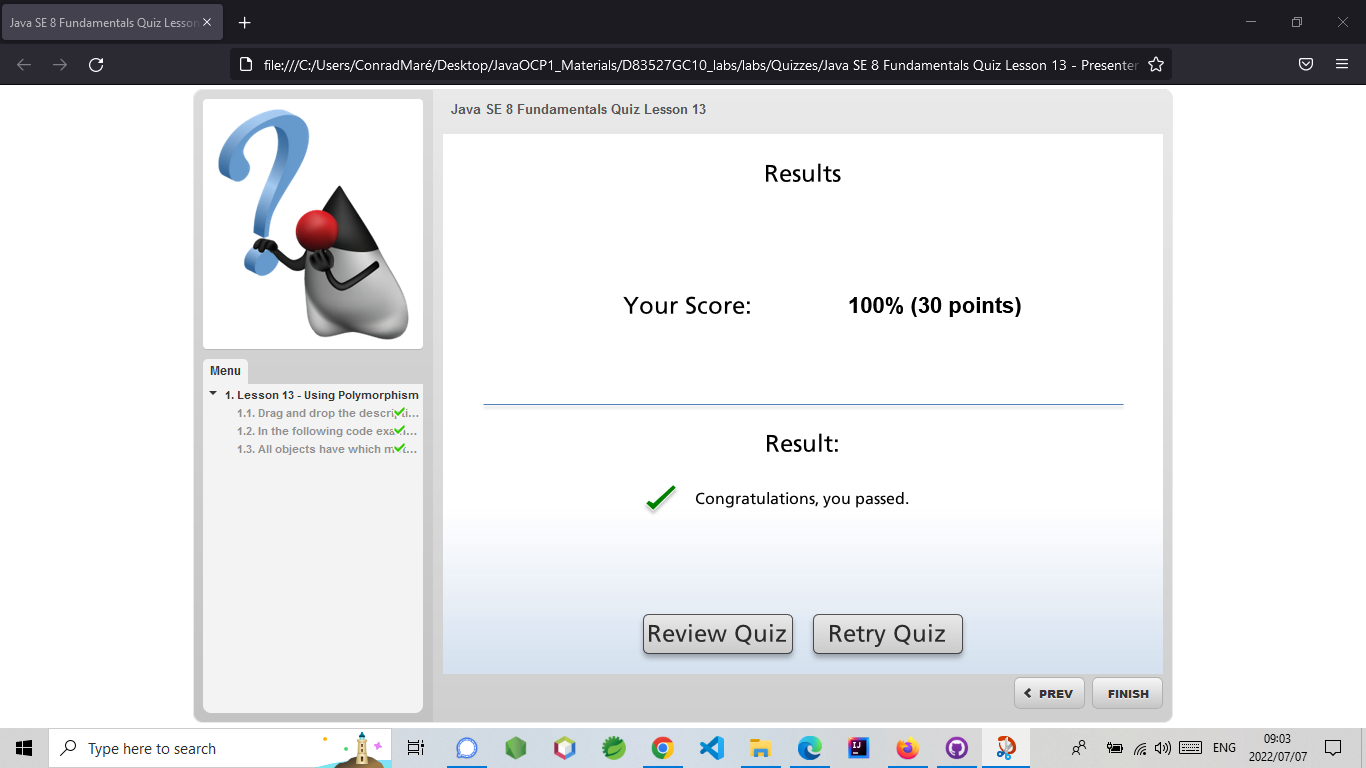 Java SE 8 Fundamentals Quiz Lesson
file:///C:/Users/ConradMaré/Desktop/JavaOCP1_Materials/D83527GC10_labs/labs/Quizzes/Java SE 8 Fundamentals Quiz Lesson 13 - Presenter
Java SE 8 Fundamentals Quiz Lesson 13
Results
Your Score: 100% (30 points)
Result:
Congratulations, you passed.
Review Quiz Retry Quiz
PREV FINISH
Menu
1. Lesson 13 - Using Polymorphism
1.1. Drag and drop the ...
1.2. In the following code ...
1.3. All objects have which ...
Type here to search
ENG
09:03
2022/07/07